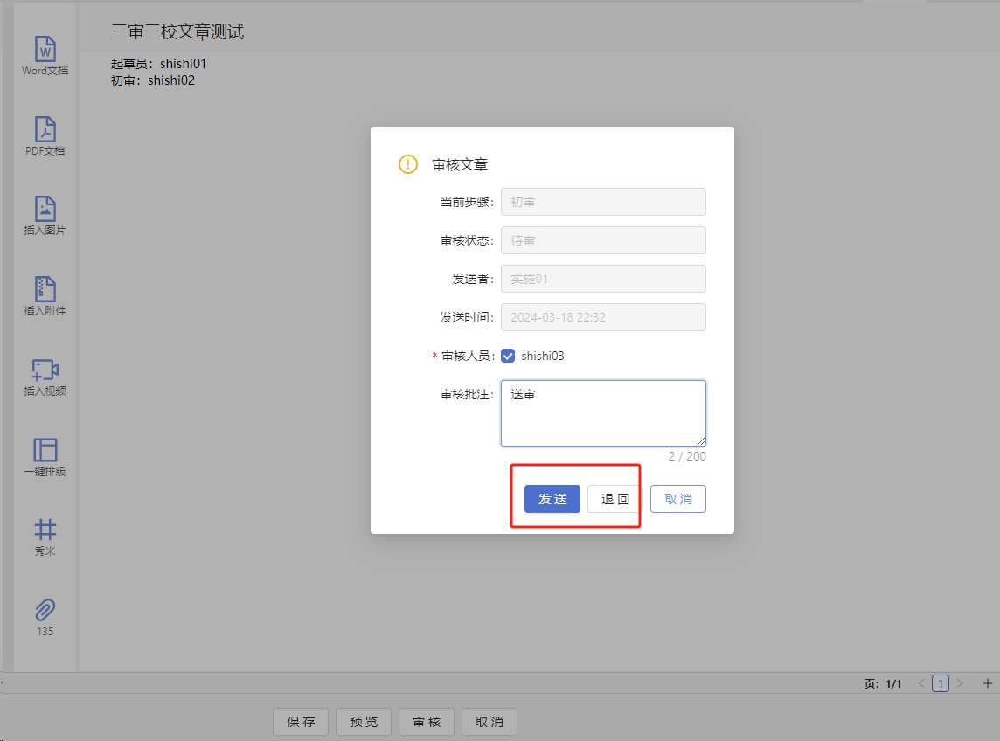 三审三校文章测试
起草员：shishi01
初审：shishi02
Word文档
PDF文档
插入图片
插入附件
插入视频
一键排版
秀米
135
审核文章
当前步骤: 初审
审核状态: 待审
发送者: 实施01
发送时间: 2024-03-18 22:32
* 审核人员: shishi03
审核批注: 送审
2 / 200
发 送 退 回 取 消
页: 1/1 < 1 > +
保 存 预 览 审 核 取 消